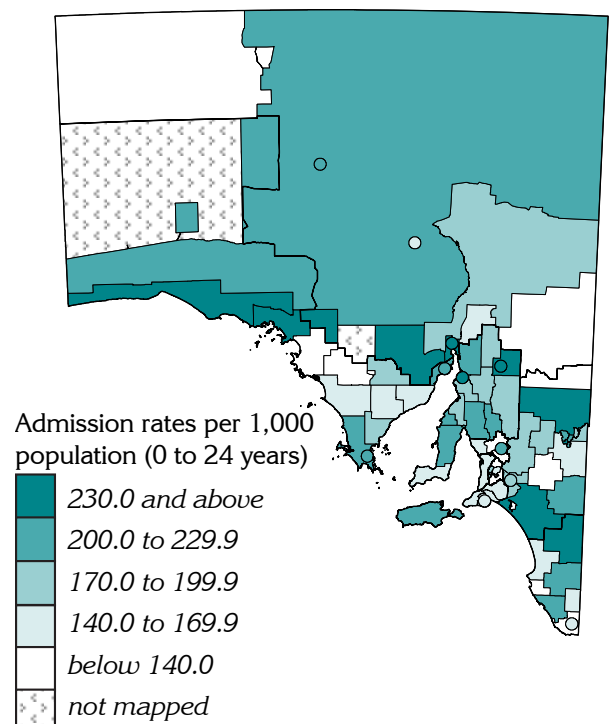 Admission rates per 1,000
population (0 to 24 years)
230.0 and above
200.0 to 229.9
170.0 to 199.9
140.0 to 169.9
below 140.0
not mapped